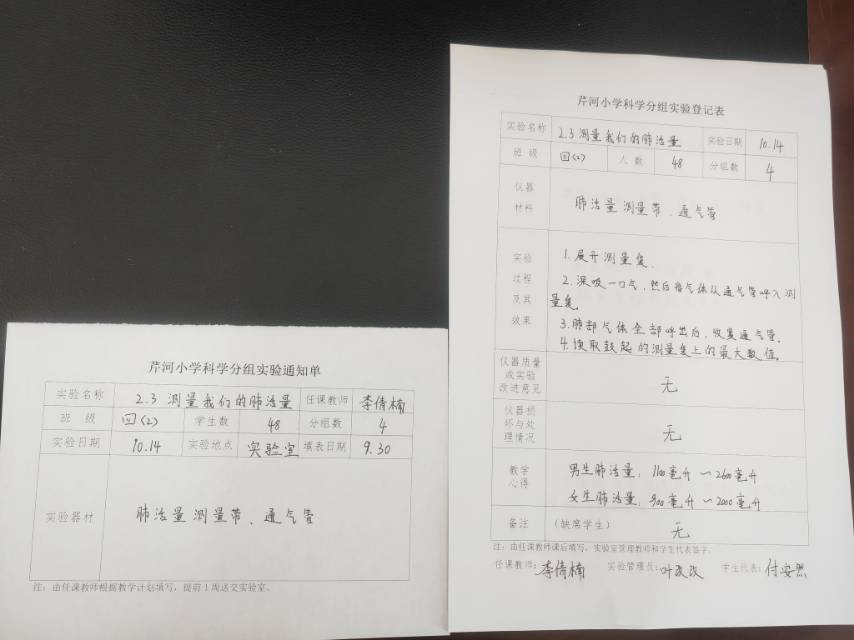 芹河小学科学分组实验通知单
实验名称 2.3 测量我们的肺活量 任课教师 李倩楠
班 级 四(2) 学生数 48 分组数 4
实验日期 10.14 实验地点 实验室 填表日期 9.30
实验器材 肺活量测量带、通气管
注：由任课教师根据教学计划填写，提前1周送交实验室。
芹河小学科学分组实验登记表
实验名称 2.3 测量我们的肺活量 实验日期 10.14
班 级 四(2) 人 数 48 分组数 4
仪器
材料
肺活量测量带、通气管
实验
过程
及其
效果
1.展开测量袋.
2.深吸一口气,然后将气体从通气管呼入测
量袋.
3.肺部气体全部呼出后,收紧通气管.
4.读取鼓起的测量袋上的最大数值.
仪器质量
或实验
改进意见
无
仪器损
坏与处
理情况
无
教学
心得
男生肺活量：1100毫升～2600毫升
女生肺活量：900毫升～2000毫升
备注 (缺席学生) 无
注：由任课教师课后填写，实验室管理教师和学生代表签字。
任课教师：李倩楠 实验管理员：叶改改 学生代表：付安然